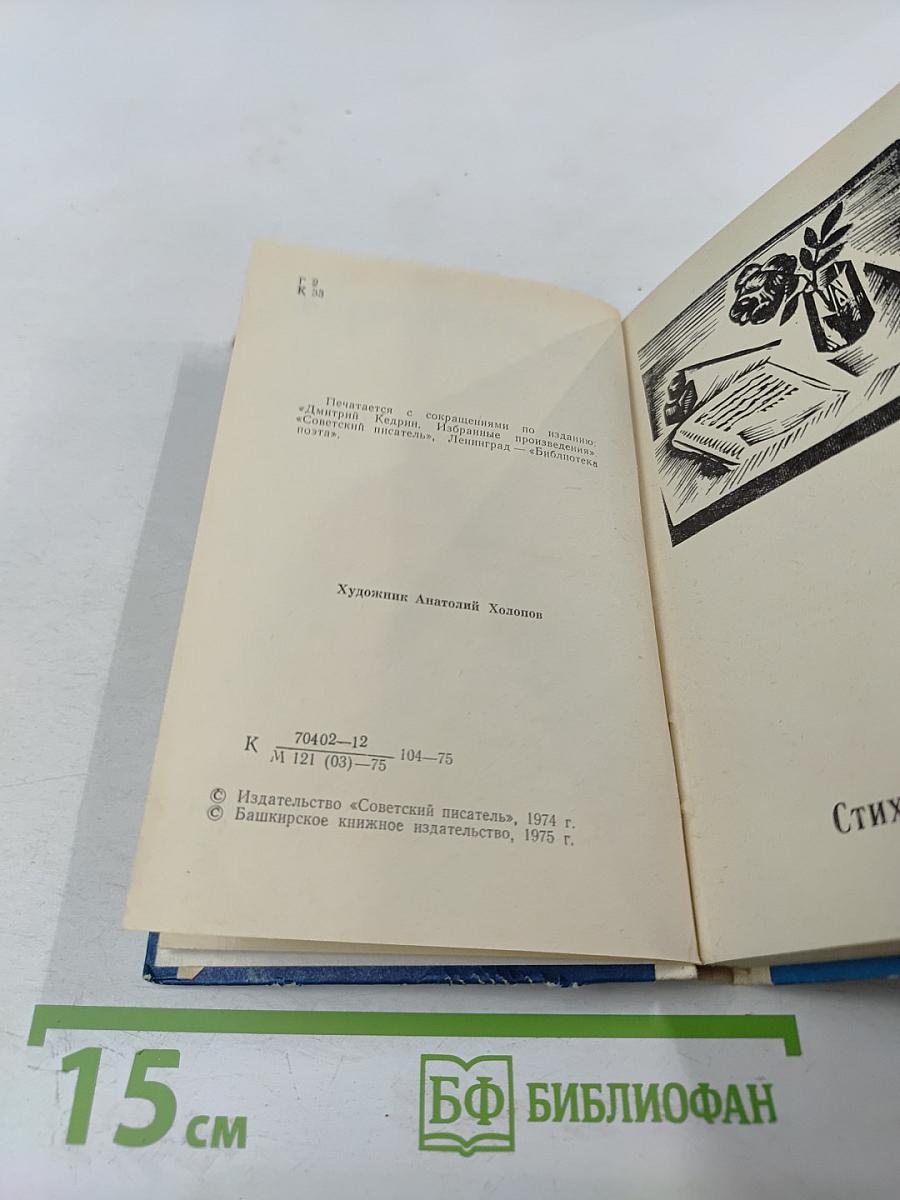 Р 2
К 33
Печатается с сокращениями по изданию:
«Дмитрий Кедрин. Избранные произведения»
«Советский писатель», Ленинград — «Библиотека
поэта».
Художник Анатолий Холопов
К 70402—12
М 121 (03)—75 104—75
© Издательство «Советский писатель», 1974 г.
© Башкирское книжное издательство, 1975 г.
Стих
15 см
БФ БИБЛИОФАН